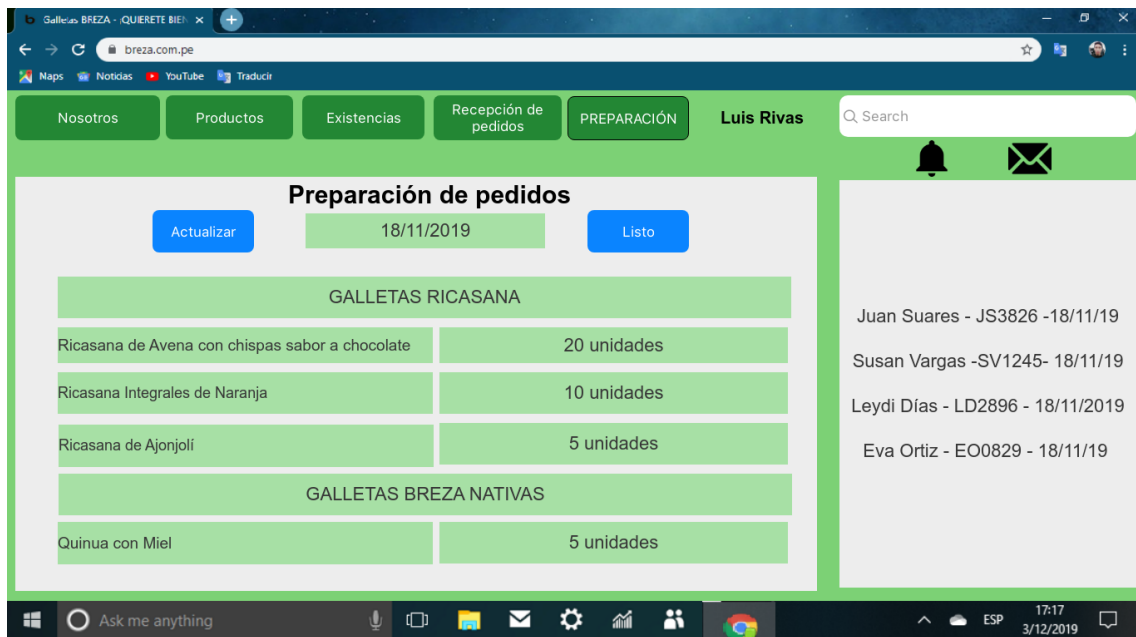 Galletas BREZA - ¡QUIERETE BIEN
breza.com.pe
Maps Noticias YouTube Traducir
Nosotros
Productos
Existencias
Recepción de
pedidos
PREPARACIÓN
Luis Rivas
Search
Preparación de pedidos
Actualizar
18/11/2019
Listo
GALLETAS RICASANA
Ricasana de Avena con chispas sabor a chocolate
20 unidades
Ricasana Integrales de Naranja
10 unidades
Ricasana de Ajonjolí
5 unidades
GALLETAS BREZA NATIVAS
Quinua con Miel
5 unidades
Juan Suares - JS3826 -18/11/19
Susan Vargas -SV1245- 18/11/19
Leydi Días - LD2896 - 18/11/2019
Eva Ortiz - EO0829 - 18/11/19
Ask me anything
ESP
17:17
3/12/2019